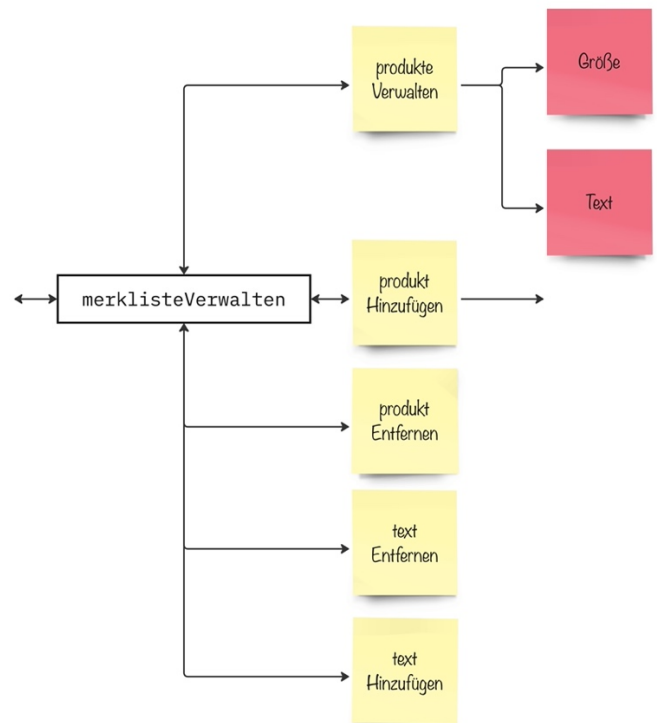 produkte
Verwalten
Größe
Text
merklisteVerwalten
produkt
Hinzufügen
produkt
Entfernen
text
Entfernen
text
Hinzufügen